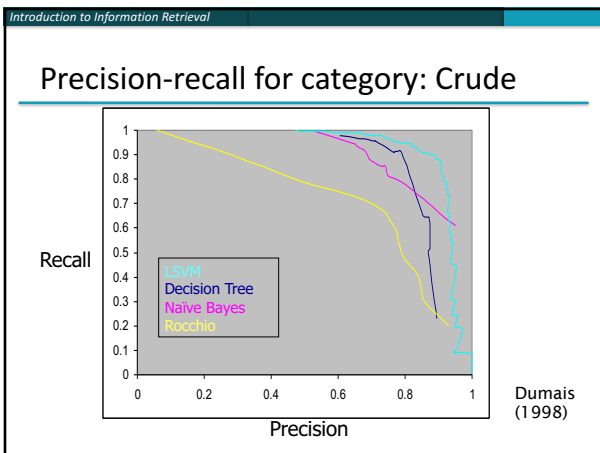 Introduction to Information Retrieval
Precision-recall for category: Crude
1
0.9
0.8
0.7
0.6
0.5
0.4
0.3
0.2
0.1
0
Recall
LSVM
Decision Tree
Naïve Bayes
Rocchio
0 0.2 0.4 0.6 0.8 1
Precision
Dumais
(1998)